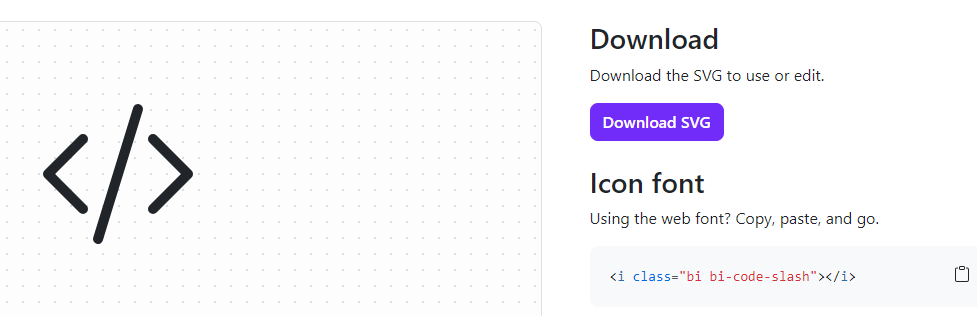 Download
Download the SVG to use or edit.
Download SVG
Icon font
Using the web font? Copy, paste, and go.
<i class="bi bi-code-slash"></i>